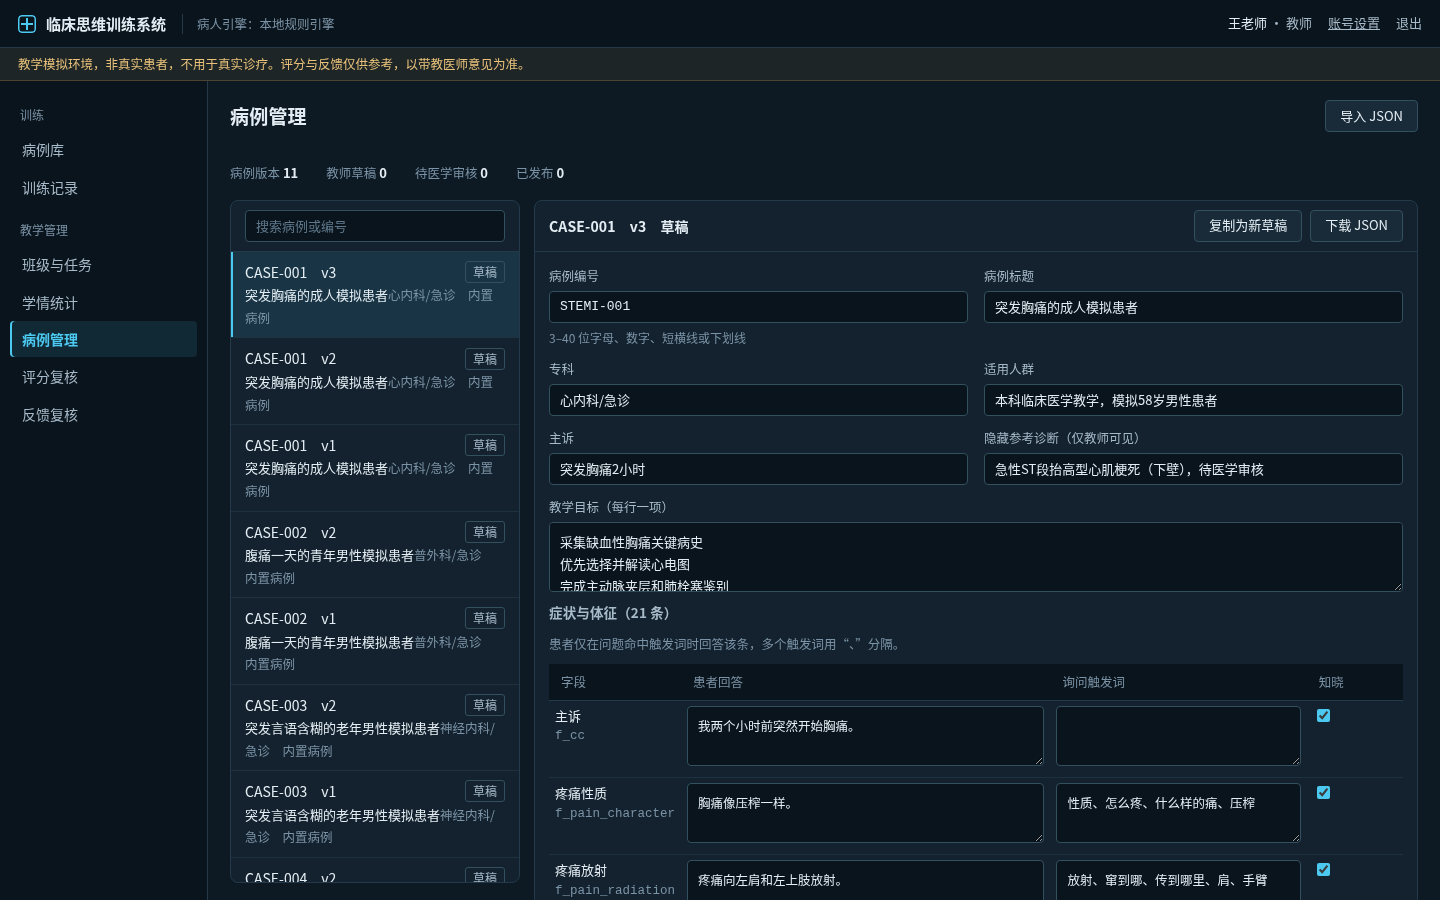 临床思维训练系统
病人引擎：本地规则引擎
王老师 · 教师
账号设置
退出
教学模拟环境，非真实患者，不用于真实诊疗。评分与反馈仅供参考，以带教医师意见为准。
训练
病例库
训练记录
教学管理
班级与任务
学情统计
病例管理
评分复核
反馈复核
病例管理
导入 JSON
病例版本 11
教师草稿 0
待医学审核 0
已发布 0
搜索病例或编号
CASE-001 v3 草稿
突发胸痛的成人模拟患者心内科/急诊 内置
病例
CASE-001 v2 草稿
突发胸痛的成人模拟患者心内科/急诊 内置
病例
CASE-001 v1 草稿
突发胸痛的成人模拟患者心内科/急诊 内置
病例
CASE-002 v2 草稿
腹痛一天的青年男性模拟患者普外科/急诊
内置病例
CASE-002 v1 草稿
腹痛一天的青年男性模拟患者普外科/急诊
内置病例
CASE-003 v2 草稿
突发言语含糊的老年男性模拟患者神经内科/
急诊 内置病例
CASE-003 v1 草稿
突发言语含糊的老年男性模拟患者神经内科/
急诊 内置病例
CASE-004 v2 草稿
CASE-001 v3 草稿
复制为新草稿
下载 JSON
病例编号
STEMI-001
3–40 位字母、数字、短横线或下划线
病例标题
突发胸痛的成人模拟患者
专科
心内科/急诊
适用人群
本科临床医学教学，模拟58岁男性患者
主诉
突发胸痛2小时
隐藏参考诊断（仅教师可见）
急性ST段抬高型心肌梗死（下壁），待医学审核
教学目标（每行一项）
采集缺血性胸痛关键病史
优先选择并解读心电图
完成主动脉夹层和肺栓塞鉴别
症状与体征（21 条）
患者仅在问题命中触发词时回答该条，多个触发词用“、”分隔。
字段 患者回答 询问触发词 知晓
主诉
f_cc
我两个小时前突然开始胸痛。
疼痛性质
f_pain_character
胸痛像压榨一样。
性质、怎么疼、什么样的痛、压榨
疼痛放射
f_pain_radiation
疼痛向左肩和左上肢放射。
放射、窜到哪、传到哪里、肩、手臂